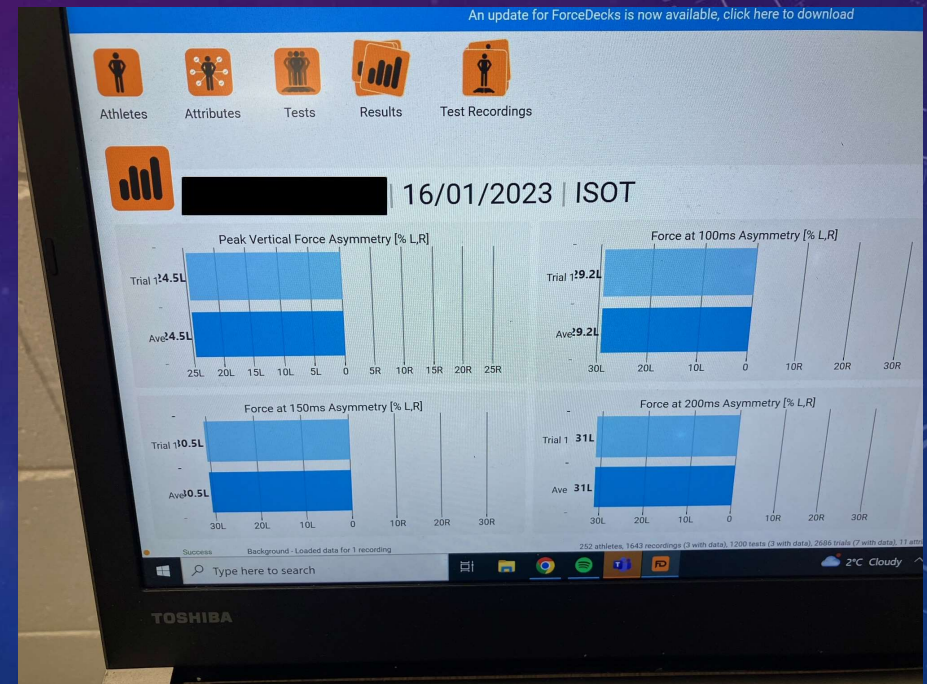 An update for ForceDecks is now available, click here to download
Athletes
Attributes
Tests
Results
Test Recordings
16/01/2023 | ISOT
Peak Vertical Force Asymmetry [% L,R]
Trial 1 24.5L
Ave 24.5L
25L 20L 15L 10L 5L 0 5R 10R 15R 20R 25R
Force at 100ms Asymmetry [% L,R]
Trial 1 29.2L
Ave 29.2L
30L 20L 10L 0 10R 20R 30R
Force at 150ms Asymmetry [% L,R]
Trial 1
Ave
30L 20L 10L 0 10R 20R 30R
Force at 200ms Asymmetry [% L,R]
Trial 1 31L
Ave 31L
30L 20L 10L 0 10R 20R 30R
Success Background - Loaded data for 1 recording
252 athletes, 1643 recordings (3 with data), 1200 tests (3 with data), 2686 trials (7 with data), 11
Type here to search
2°C Cloudy
TOSHIBA